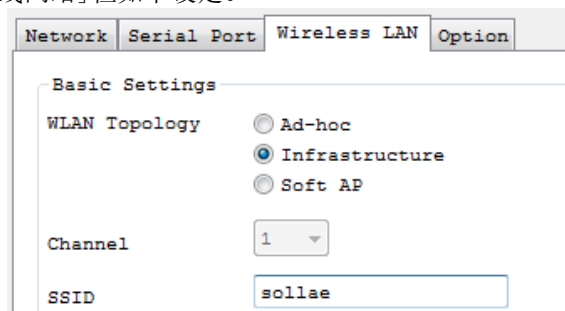 Network Serial Port Wireless LAN Option
Basic Settings
WLAN Topology
Ad-hoc
Infrastructure
Soft AP
Channel
1
SSID
sollae